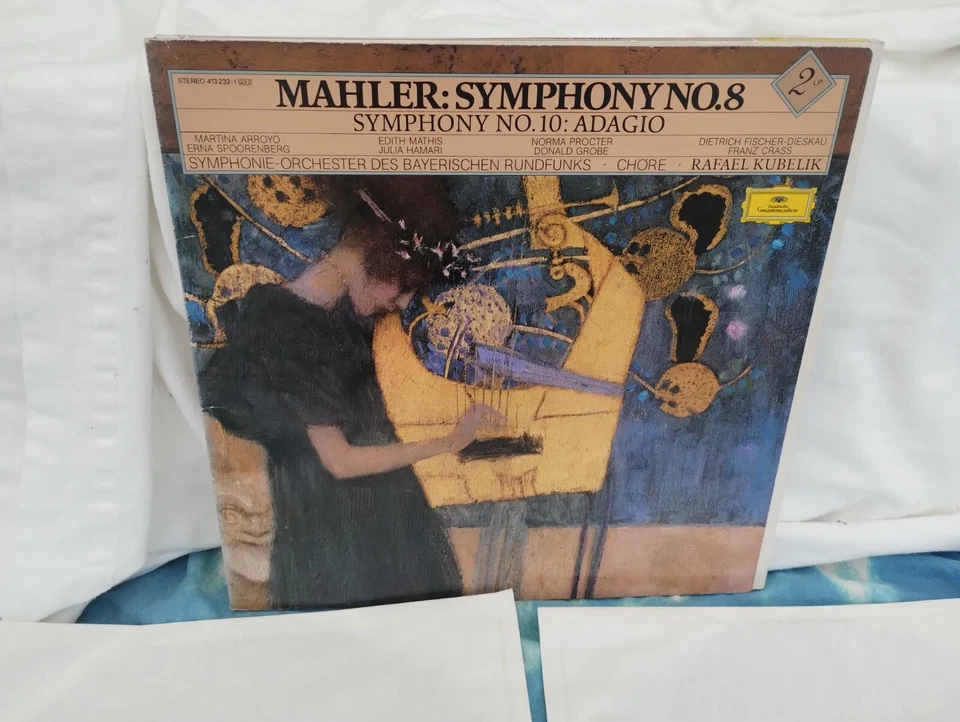 STEREO 413 232-1
MAHLER: SYMPHONY NO.8
2 LP
SYMPHONY NO. 10: ADAGIO
MARTINA ARROYO EDITH MATHIS NORMA PROCTER DIETRICH FISCHER-DIESKAU
ERNA SPOORENBERG JULIA HAMARI DONALD GROBE FRANZ CRASS
SYMPHONIE-ORCHESTER DES BAYERISCHEN RUNDFUNKS · CHÖRE · RAFAEL KUBELIK
Deutsche
Grammophon